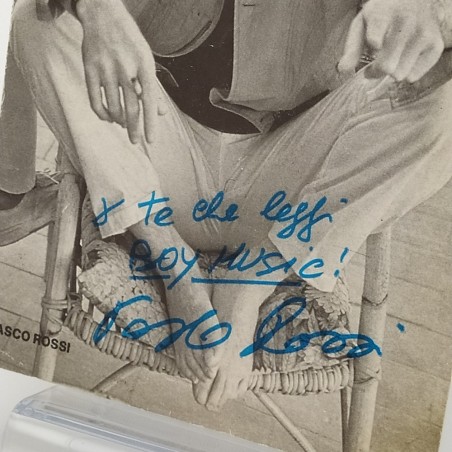 x te che leggi
BOY MUSIC!
Vasco Rossi
ASCO ROSSI